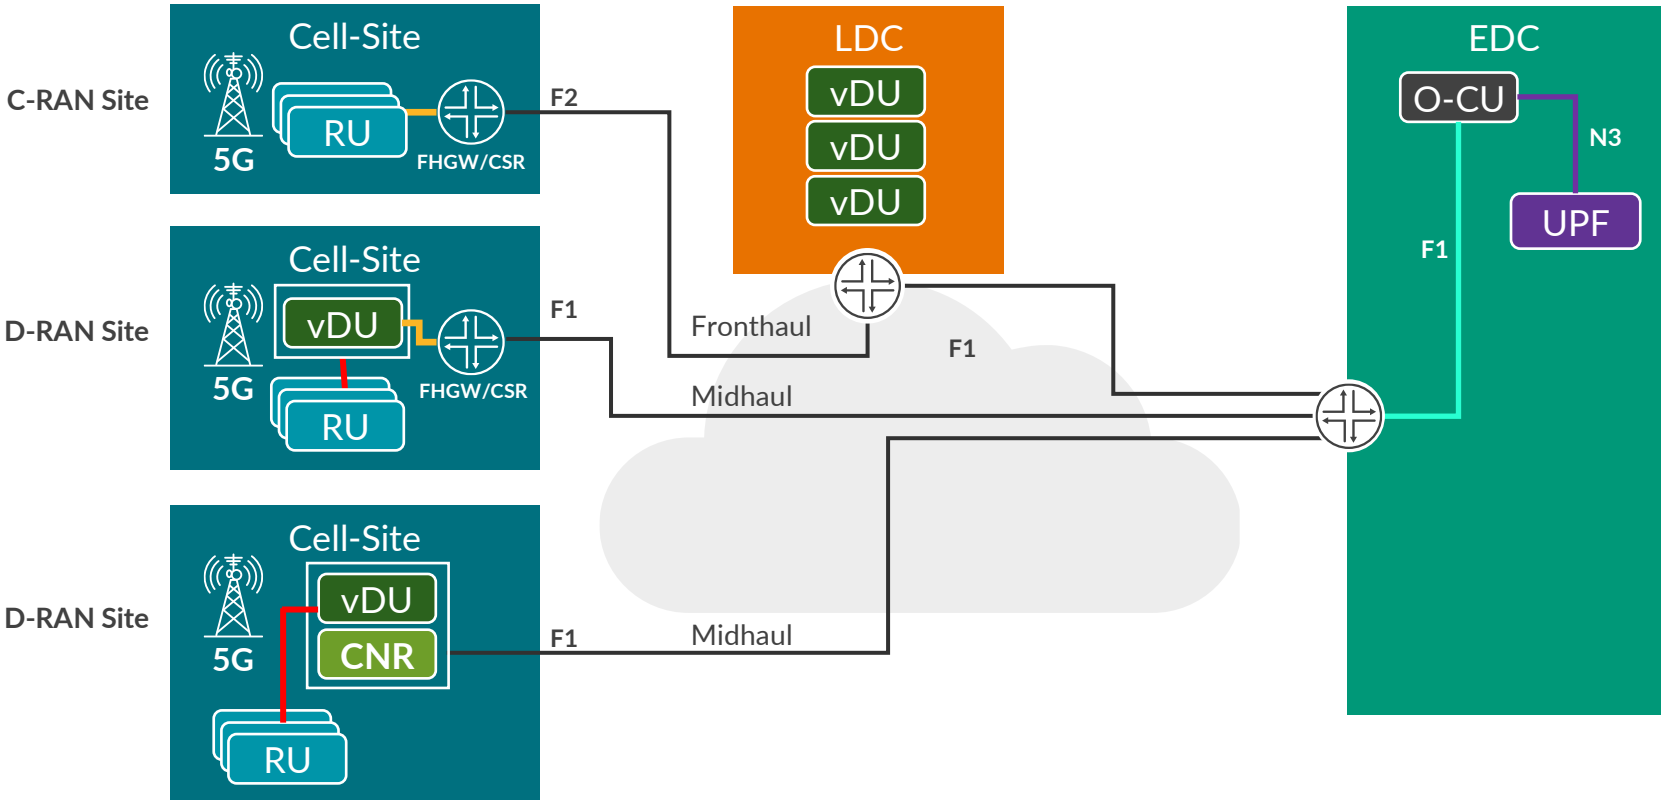 C-RAN Site
Cell-Site
5G
RU
FHGW/CSR
F2
D-RAN Site
Cell-Site
5G
vDU
RU
FHGW/CSR
F1
D-RAN Site
Cell-Site
5G
vDU
CNR
RU
F1
LDC
vDU
vDU
vDU
Fronthaul
F1
Midhaul
Midhaul
EDC
O-CU
N3
UPF
F1